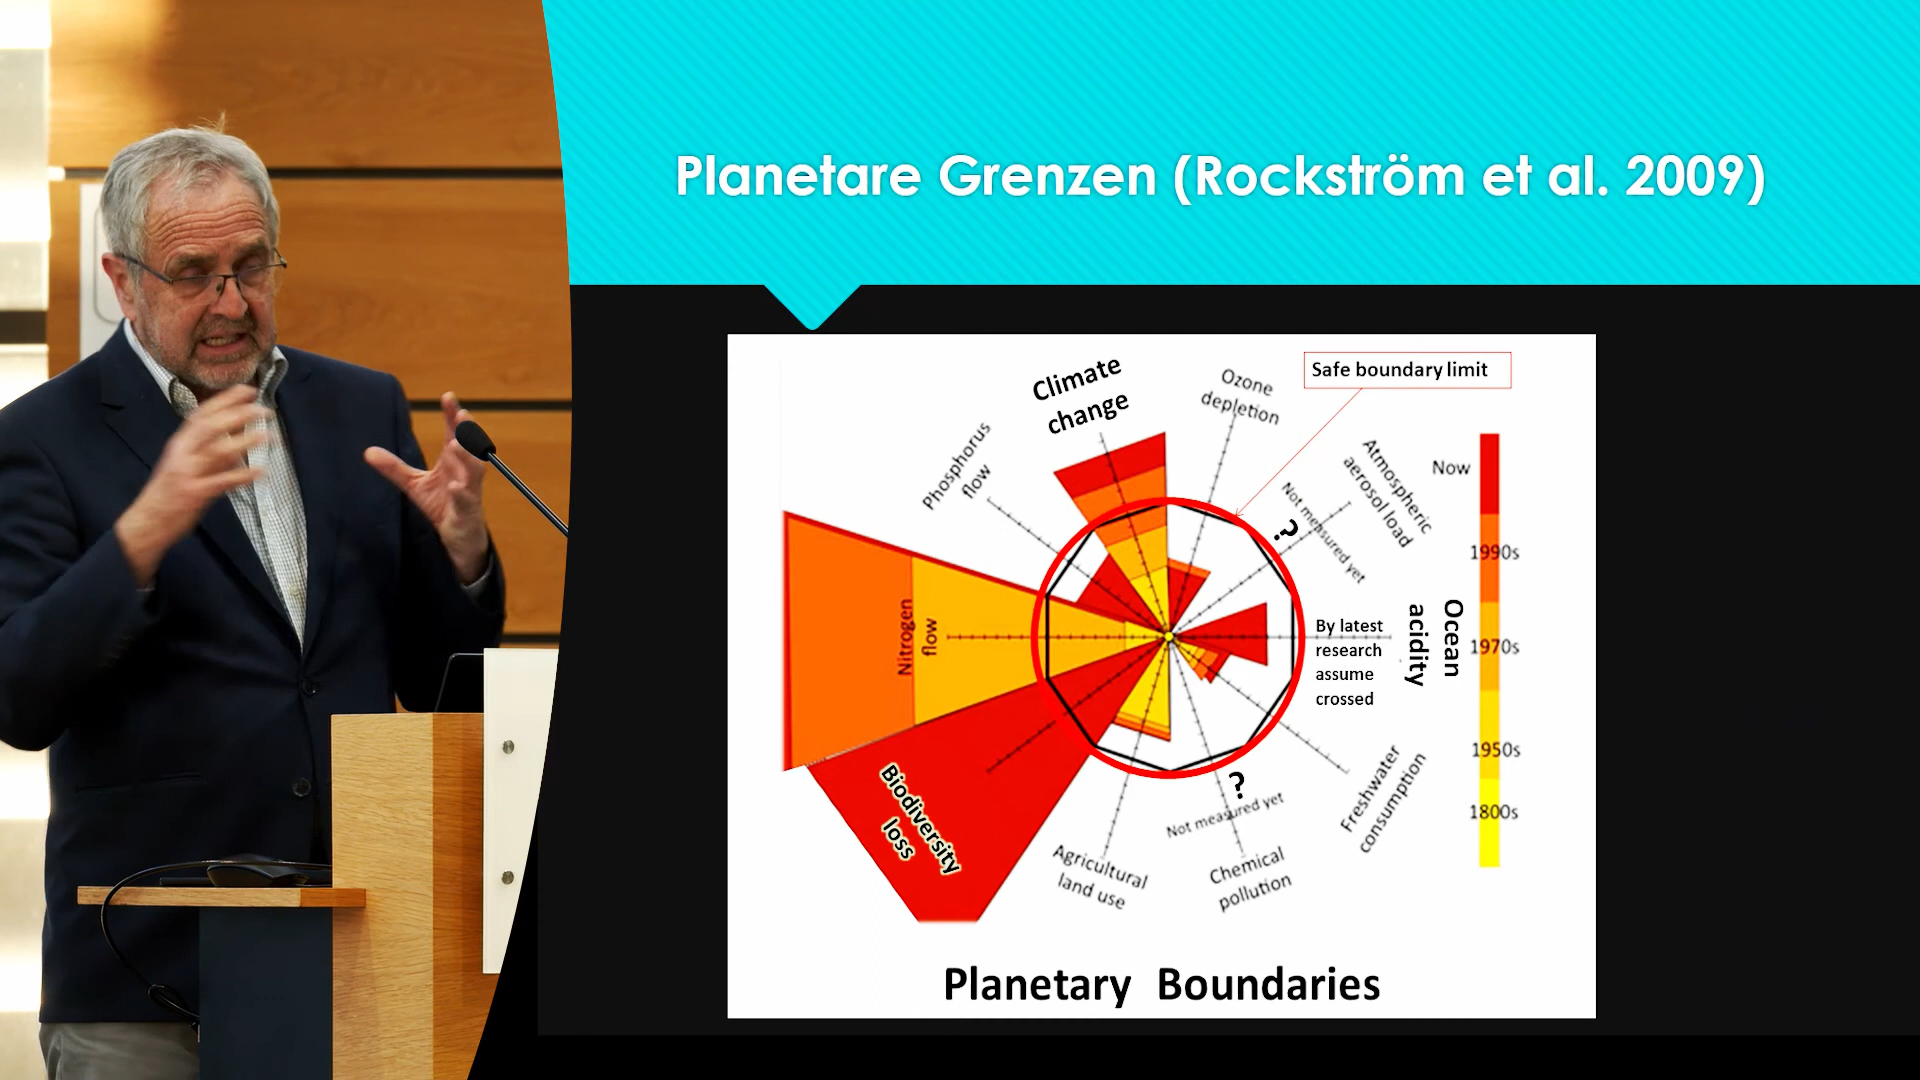 Planetare Grenzen (Rockström et al. 2009)
Safe boundary limit
Climate
change
Ozone
depletion
Phosphorus
flow
Atmospheric
aerosol load
Not measured yet
?
Now
1990s
1970s
1950s
1800s
Nitrogen
flow
By latest
research
assume
crossed
Ocean
acidity
Biodiversity
loss
?
Not measured yet
Freshwater
consumption
Agricultural
land use
Chemical
pollution
Planetary Boundaries